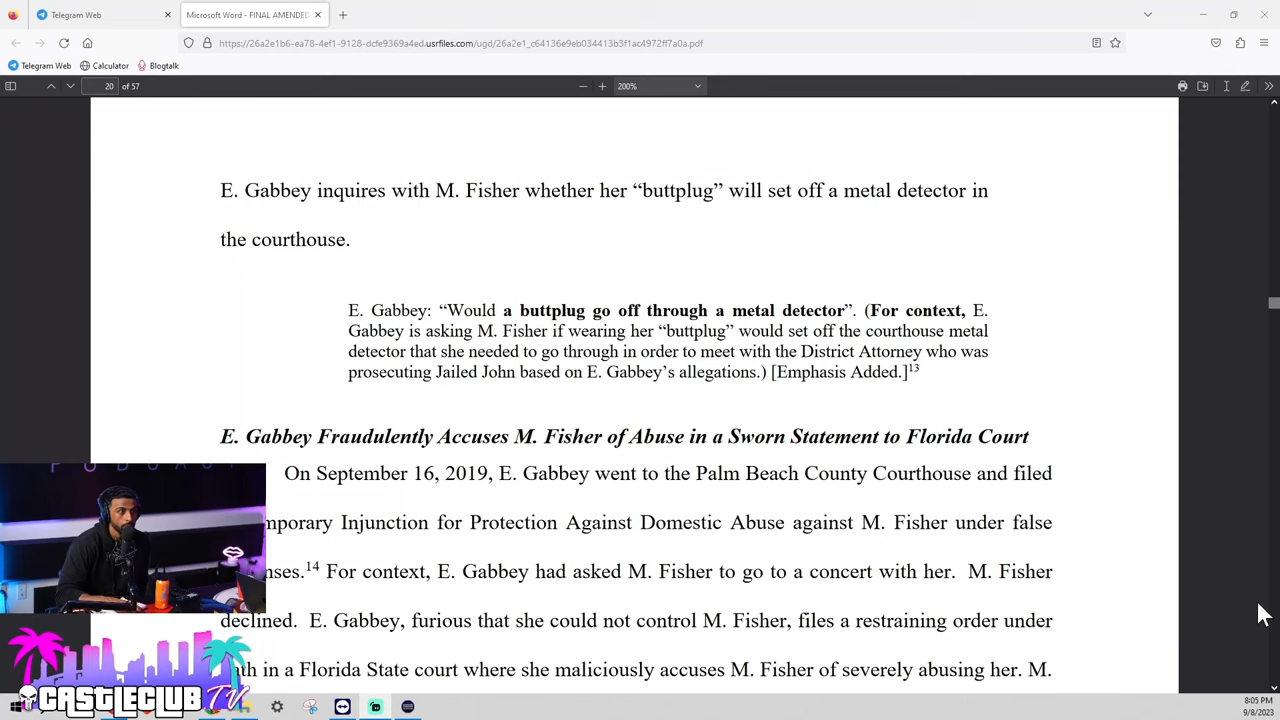 Telegram Web
Microsoft Word - FINAL AMENDED
https://26a2e1b6-ea78-4ef1-9128-dcfe9369a4ed.usrfiles.com/ugd/26a2e1_c64136f8eb034413b3f1ac4972ff7a0a.pdf
Telegram Web Calculator Blogtalk
20 of 57
200%
E. Gabbey inquires with M. Fisher whether her “buttplug” will set off a metal detector in
the courthouse.
E. Gabbey: “Would a buttplug go off through a metal detector”. (For context, E.
Gabbey is asking M. Fisher if wearing her “buttplug” would set off the courthouse metal
detector that she needed to go through in order to meet with the District Attorney who was
prosecuting Jailed John based on E. Gabbey’s allegations.) [Emphasis Added.]13
E. Gabbey Fraudulently Accuses M. Fisher of Abuse in a Sworn Statement to Florida Court
On September 16, 2019, E. Gabbey went to the Palm Beach County Courthouse and filed
mporary Injunction for Protection Against Domestic Abuse against M. Fisher under false
nses.14 For context, E. Gabbey had asked M. Fisher to go to a concert with her. M. Fisher
declined. E. Gabbey, furious that she could not control M. Fisher, files a restraining order under
th in a Florida State court where she maliciously accuses M. Fisher of severely abusing her. M.
PODCAST
CASTLECLUB TV
8:05 PM
9/8/2023